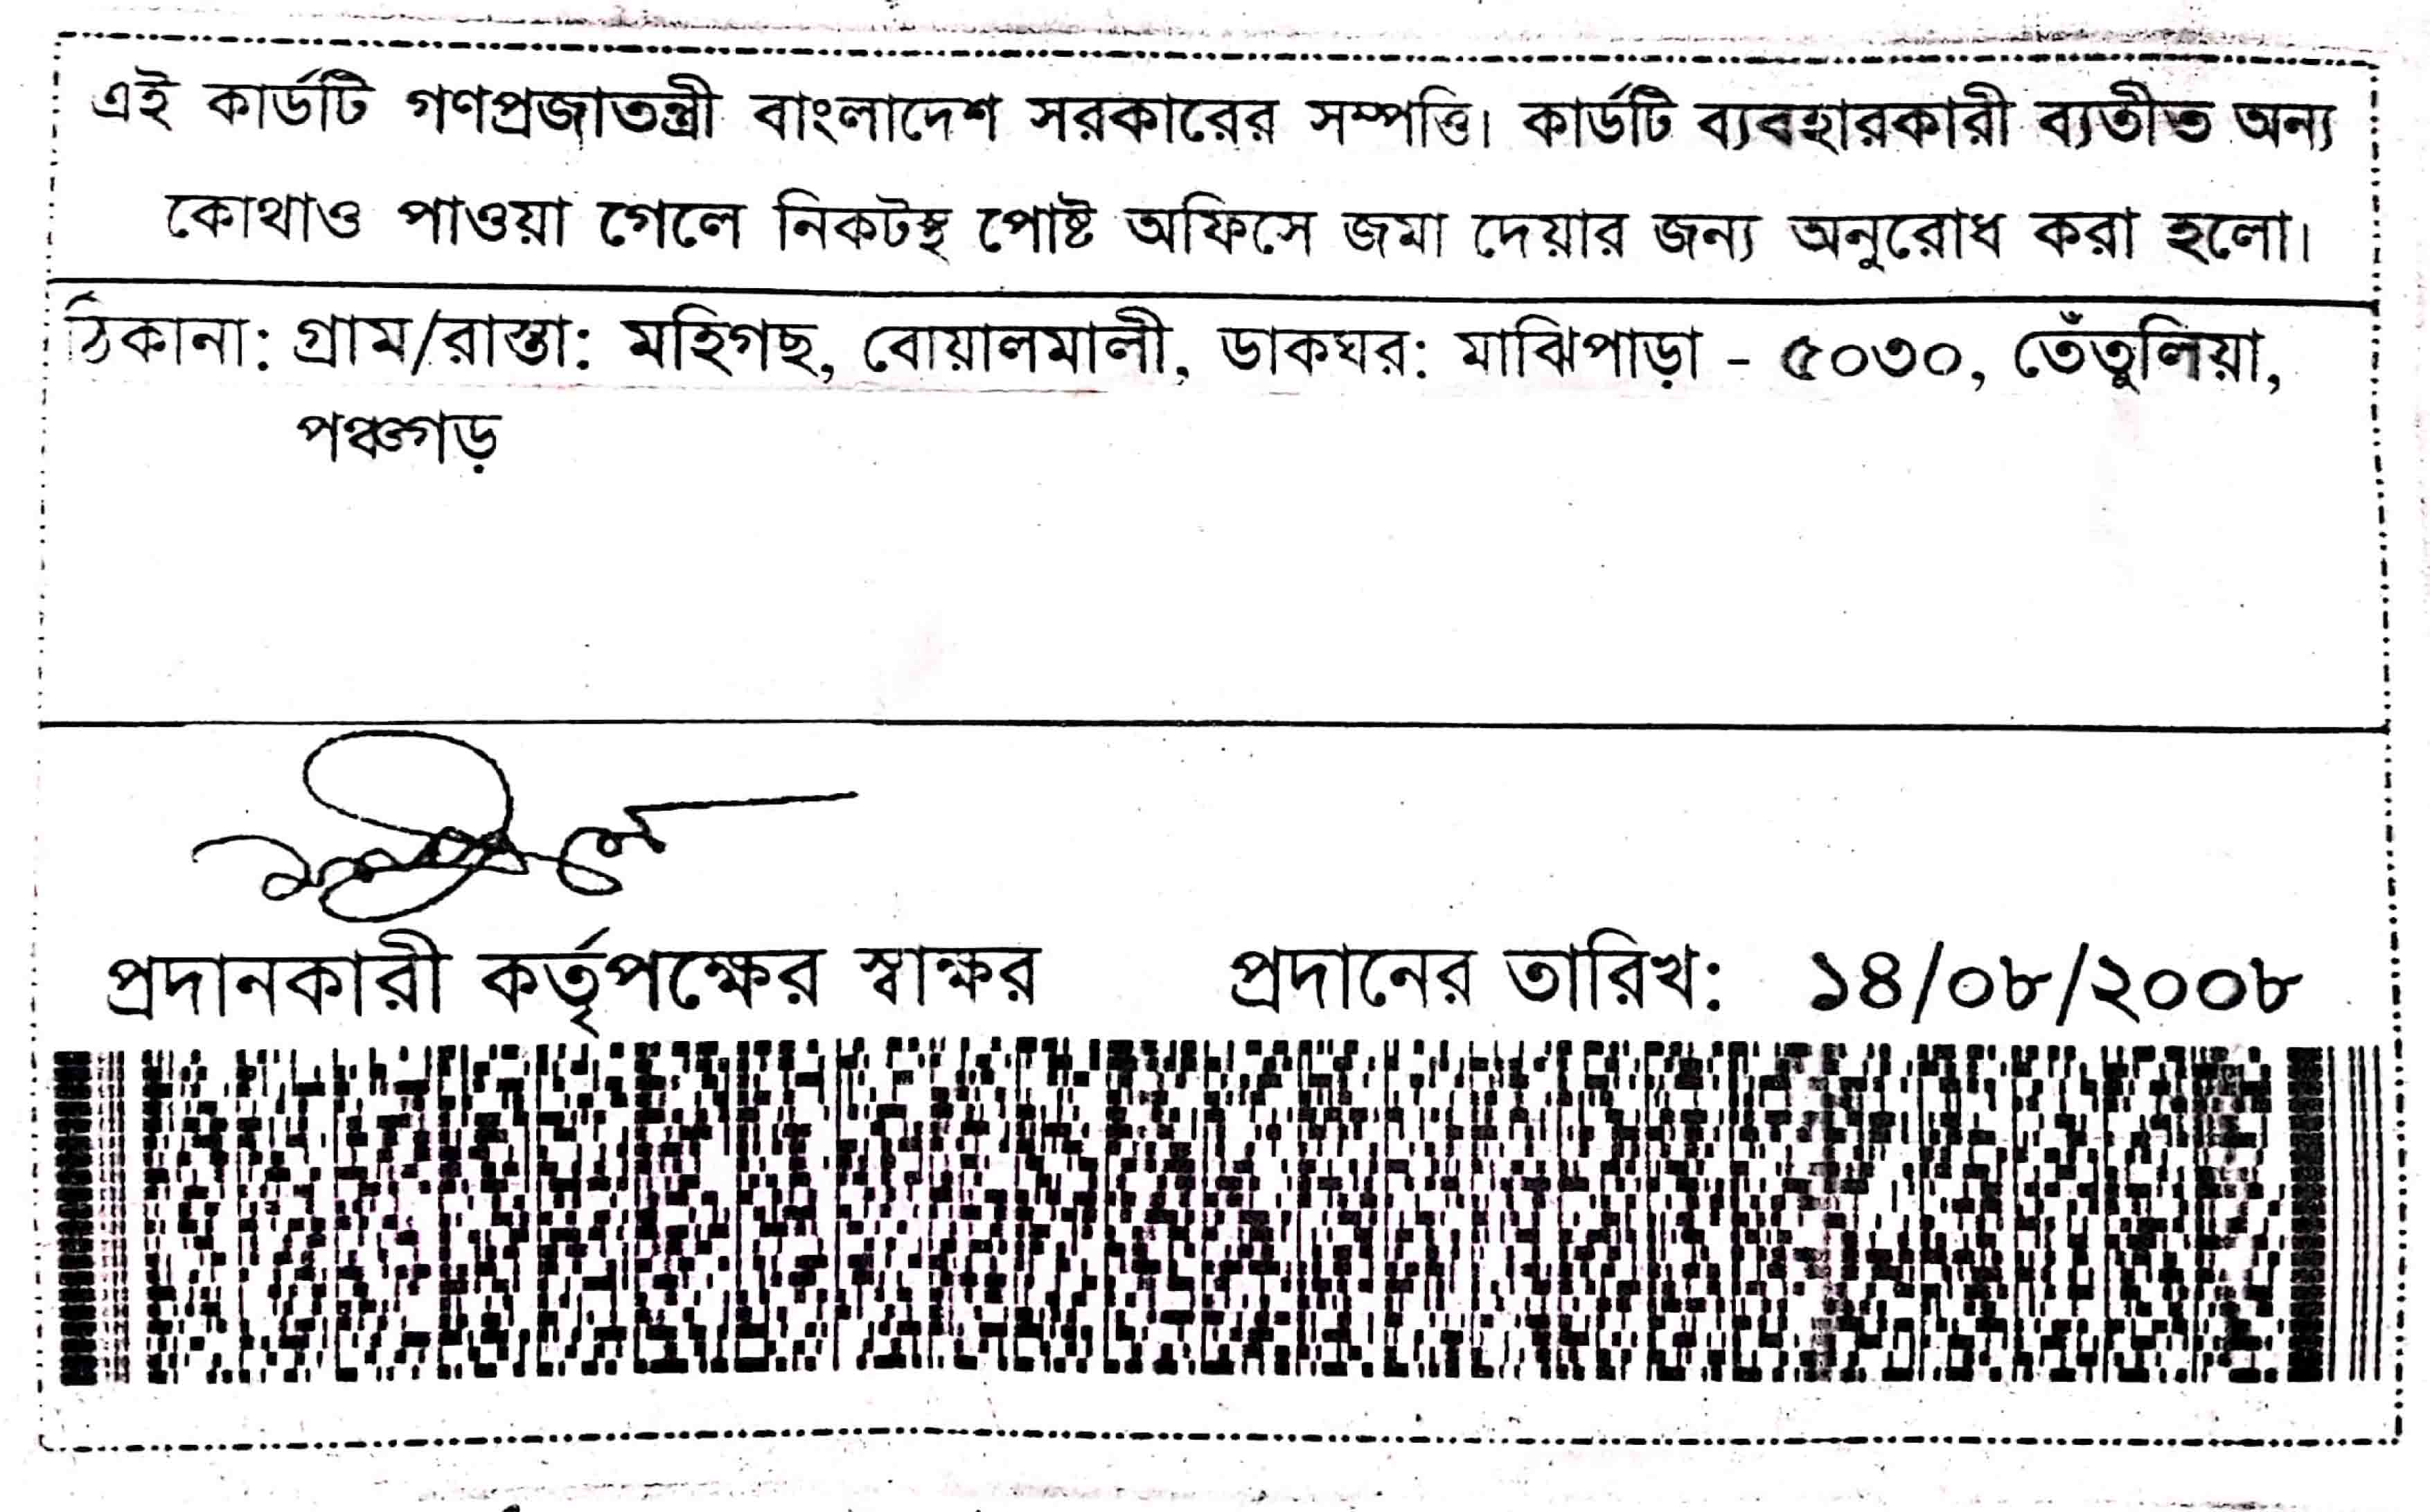 এই কার্ডটি গণপ্রজাতন্ত্রী বাংলাদেশ সরকারের সম্পত্তি। কার্ডটি ব্যবহারকারী ব্যতীত অন্য
কোথাও পাওয়া গেলে নিকটস্থ পোষ্ট অফিসে জমা দেয়ার জন্য অনুরোধ করা হলো।
ঠিকানা: গ্রাম/রাস্তা: মহিগছ, বোয়ালমালী, ডাকঘর: মাঝিপাড়া - ৫০৩০, তেঁতুলিয়া,
পঞ্চগড়
প্রদানকারী কর্তৃপক্ষের স্বাক্ষর প্রদানের তারিখ: ১৪/০৮/২০০৮